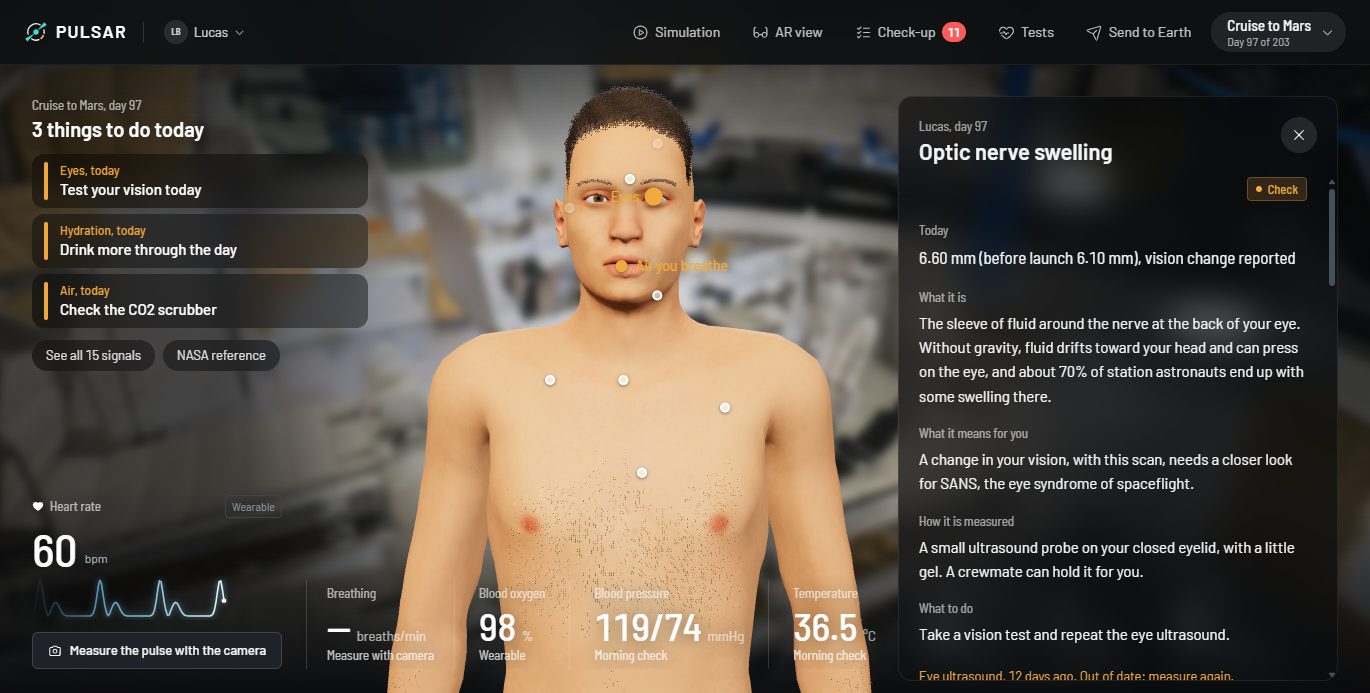 PULSAR
LB Lucas
Simulation
AR view
Check-up 11
Tests
Send to Earth
Cruise to Mars
Day 97 of 203
Cruise to Mars, day 97
3 things to do today
Eyes, today
Test your vision today
Hydration, today
Drink more through the day
Air, today
Check the CO2 scrubber
See all 15 signals
NASA reference
Eyes
Air you breathe
Heart rate
Wearable
60 bpm
Measure the pulse with the camera
Breathing
— breaths/min
Measure with camera
Blood oxygen
98 %
Wearable
Blood pressure
119/74 mmHg
Morning check
Temperature
36.5 °C
Morning check
Lucas, day 97
Optic nerve swelling
Check
Today
6.60 mm (before launch 6.10 mm), vision change reported
What it is
The sleeve of fluid around the nerve at the back of your eye.
Without gravity, fluid drifts toward your head and can press
on the eye, and about 70% of station astronauts end up with
some swelling there.
What it means for you
A change in your vision, with this scan, needs a closer look
for SANS, the eye syndrome of spaceflight.
How it is measured
A small ultrasound probe on your closed eyelid, with a little
gel. A crewmate can hold it for you.
What to do
Take a vision test and repeat the eye ultrasound.
Eye ultrasound, 12 days ago. Out of date: measure again.